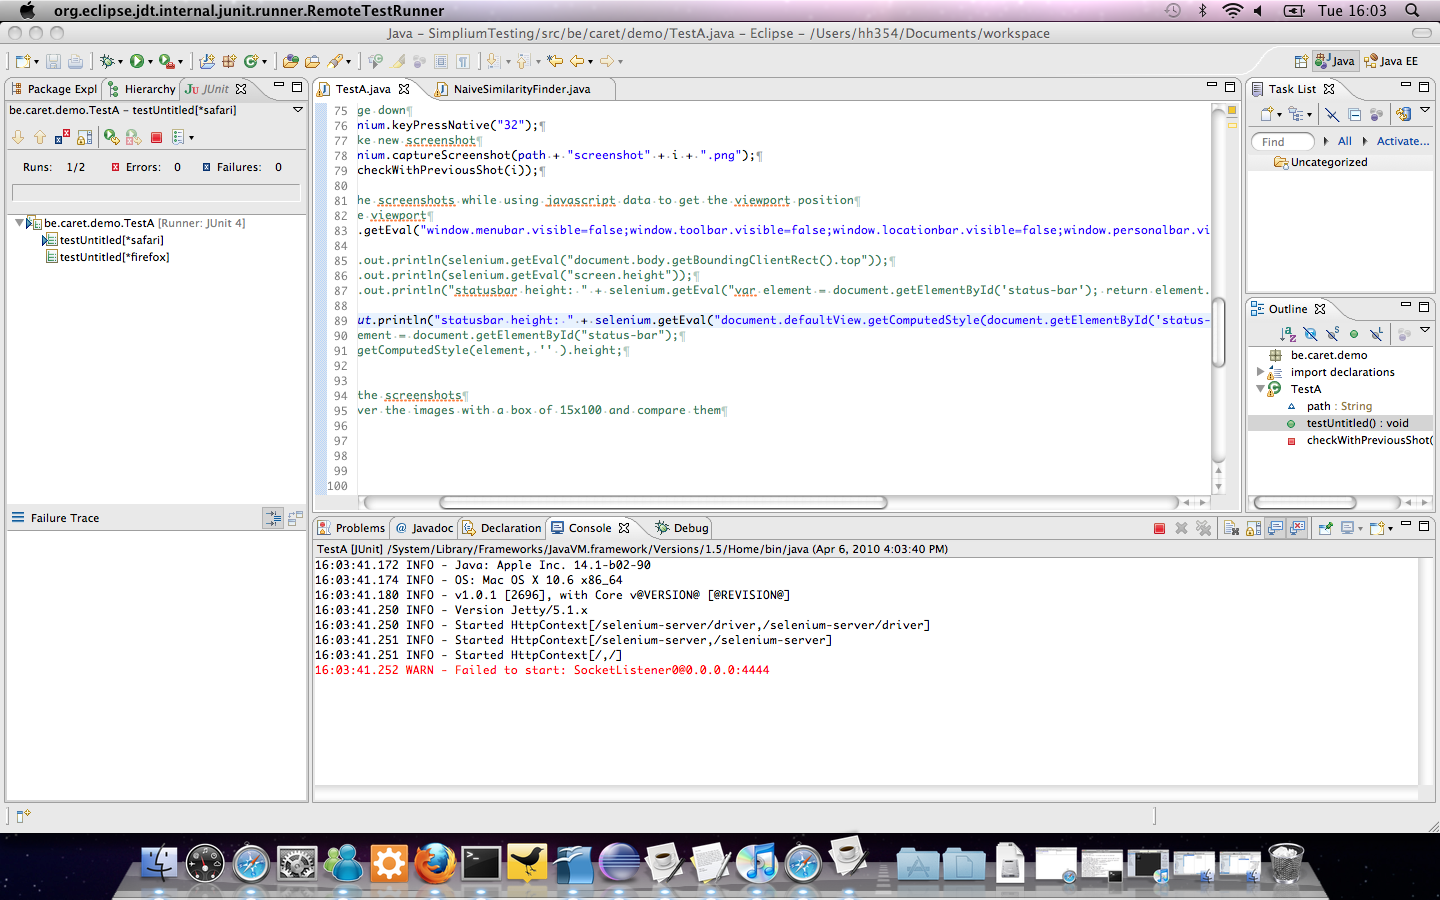 org.eclipse.jdt.internal.junit.runner.RemoteTestRunner
Tue 16:03
Java – SimpliumTesting/src/be/caret/demo/TestA.java – Eclipse – /Users/hh354/Documents/workspace
Java
Java EE
Package Expl
Hierarchy
JUnit
be.caret.demo.TestA – testUntitled[*safari]
Runs: 1/2
Errors: 0
Failures: 0
be.caret.demo.TestA [Runner: JUnit 4]
testUntitled[*safari]
testUntitled[*firefox]
Failure Trace
TestA.java
NaiveSimilarityFinder.java
75 ge·down¶
76 nium.keyPressNative("32");¶
77 ke·new·screenshot¶
78 nium.captureScreenshot(path·+·"screenshot"·+·i·+·".png");¶
79 checkWithPreviousShot(i));¶
80
81 he·screenshots·while·using·javascript·data·to·get·the·viewport·position¶
82 e·viewport¶
83 .getEval("window.menubar.visible=false;window.toolbar.visible=false;window.locationbar.visible=false;window.personalbar.vi
84
85 .out.println(selenium.getEval("document.body.getBoundingClientRect().top"));¶
86 .out.println(selenium.getEval("screen.height"));¶
87 .out.println("statusbar·height:·"·+·selenium.getEval("var·element·=·document.getElementById('status-bar');·return·element.
88
89 ut.println("statusbar·height:·"·+·selenium.getEval("document.defaultView.getComputedStyle(document.getElementById('status-
90 ement·=·document.getElementById("status-bar");¶
91 getComputedStyle(element,·''·).height;¶
92
93
94 the·screenshots¶
95 ver·the·images·with·a·box·of·15x100·and·compare·them¶
96
97
98
99
100
Task List
Find
All
Activate...
Uncategorized
Outline
be.caret.demo
import declarations
TestA
path : String
testUntitled() : void
checkWithPreviousShot(
Problems
@ Javadoc
Declaration
Console
Debug
TestA [JUnit] /System/Library/Frameworks/JavaVM.framework/Versions/1.5/Home/bin/java (Apr 6, 2010 4:03:40 PM)
16:03:41.172 INFO - Java: Apple Inc. 14.1-b02-90
16:03:41.174 INFO - OS: Mac OS X 10.6 x86_64
16:03:41.180 INFO - v1.0.1 [2696], with Core v@VERSION@ [@REVISION@]
16:03:41.250 INFO - Version Jetty/5.1.x
16:03:41.250 INFO - Started HttpContext[/selenium-server/driver,/selenium-server/driver]
16:03:41.251 INFO - Started HttpContext[/selenium-server,/selenium-server]
16:03:41.251 INFO - Started HttpContext[/,/]
16:03:41.252 WARN - Failed to start: SocketListener0@0.0.0.0:4444